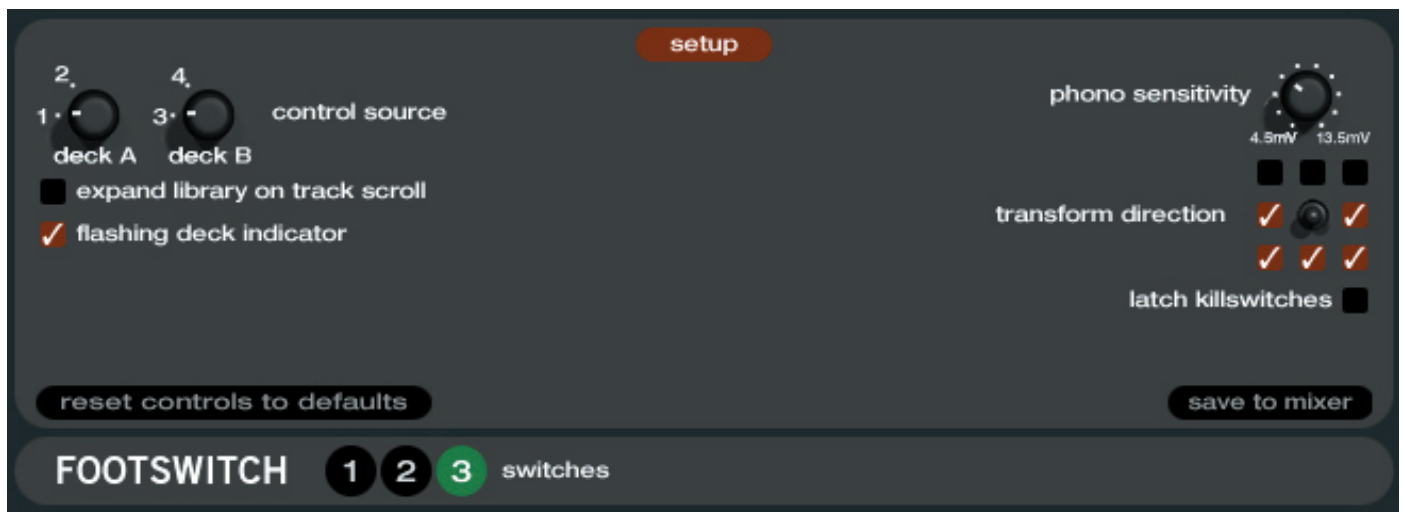 setup
2 4
1 3 control source
deck A deck B
expand library on track scroll
flashing deck indicator
phono sensitivity
4.5mV 13.5mV
transform direction
latch killswitches
reset controls to defaults
save to mixer
FOOTSWITCH 1 2 3 switches